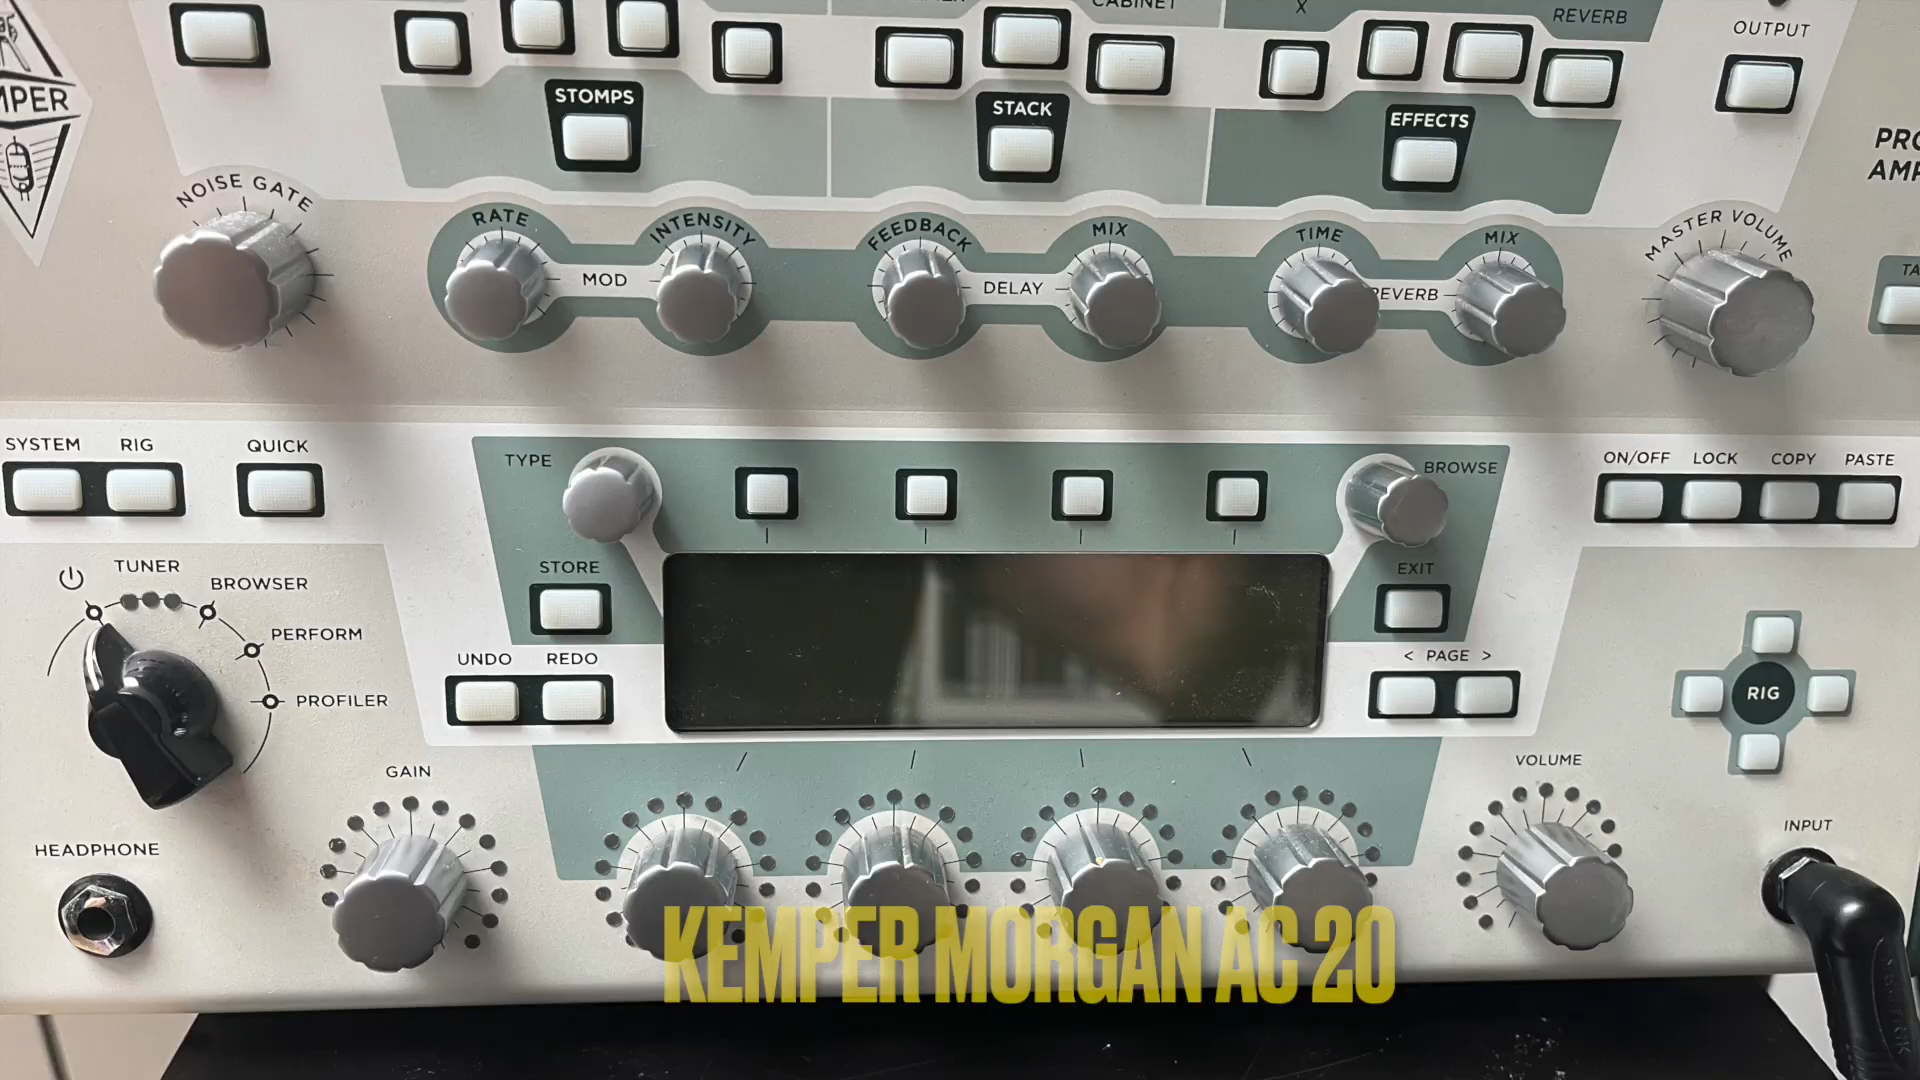 CABINET
X
REVERB
OUTPUT
STOMPS
STACK
EFFECTS
NOISE GATE
RATE
MOD
INTENSITY
FEEDBACK
DELAY
MIX
TIME
REVERB
MIX
MASTER VOLUME
SYSTEM
RIG
QUICK
TYPE
BROWSE
ON/OFF
LOCK
COPY
PASTE
STORE
EXIT
TUNER
BROWSER
PERFORM
PROFILER
UNDO
REDO
< PAGE >
RIG
GAIN
VOLUME
HEADPHONE
INPUT
KEMPER MORGAN AC 20